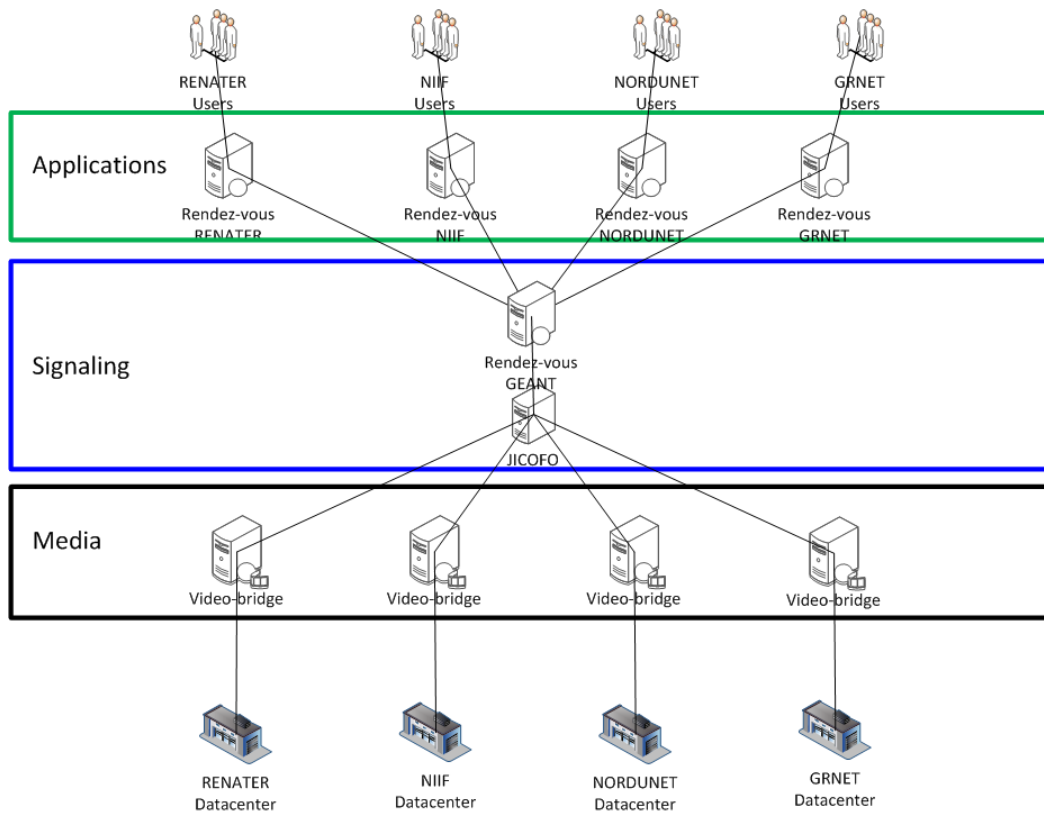 RENATER
Users
NIIF
Users
NORDUNET
Users
GRNET
Users
Applications
Rendez-vous
RENATER
Rendez-vous
NIIF
Rendez-vous
NORDUNET
Rendez-vous
GRNET
Signaling
Rendez-vous
GEANT
JICOFO
Media
Video-bridge
Video-bridge
Video-bridge
Video-bridge
RENATER
Datacenter
NIIF
Datacenter
NORDUNET
Datacenter
GRNET
Datacenter